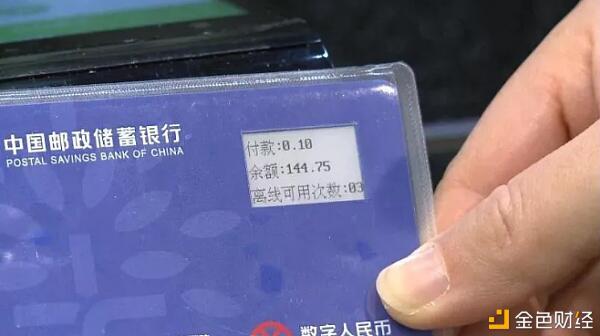 中国邮政储蓄银行
POSTAL SAVINGS BANK OF CHINA
付款:0.10
余额:144.75
离线可用次数:03
数字人民币
金色财经